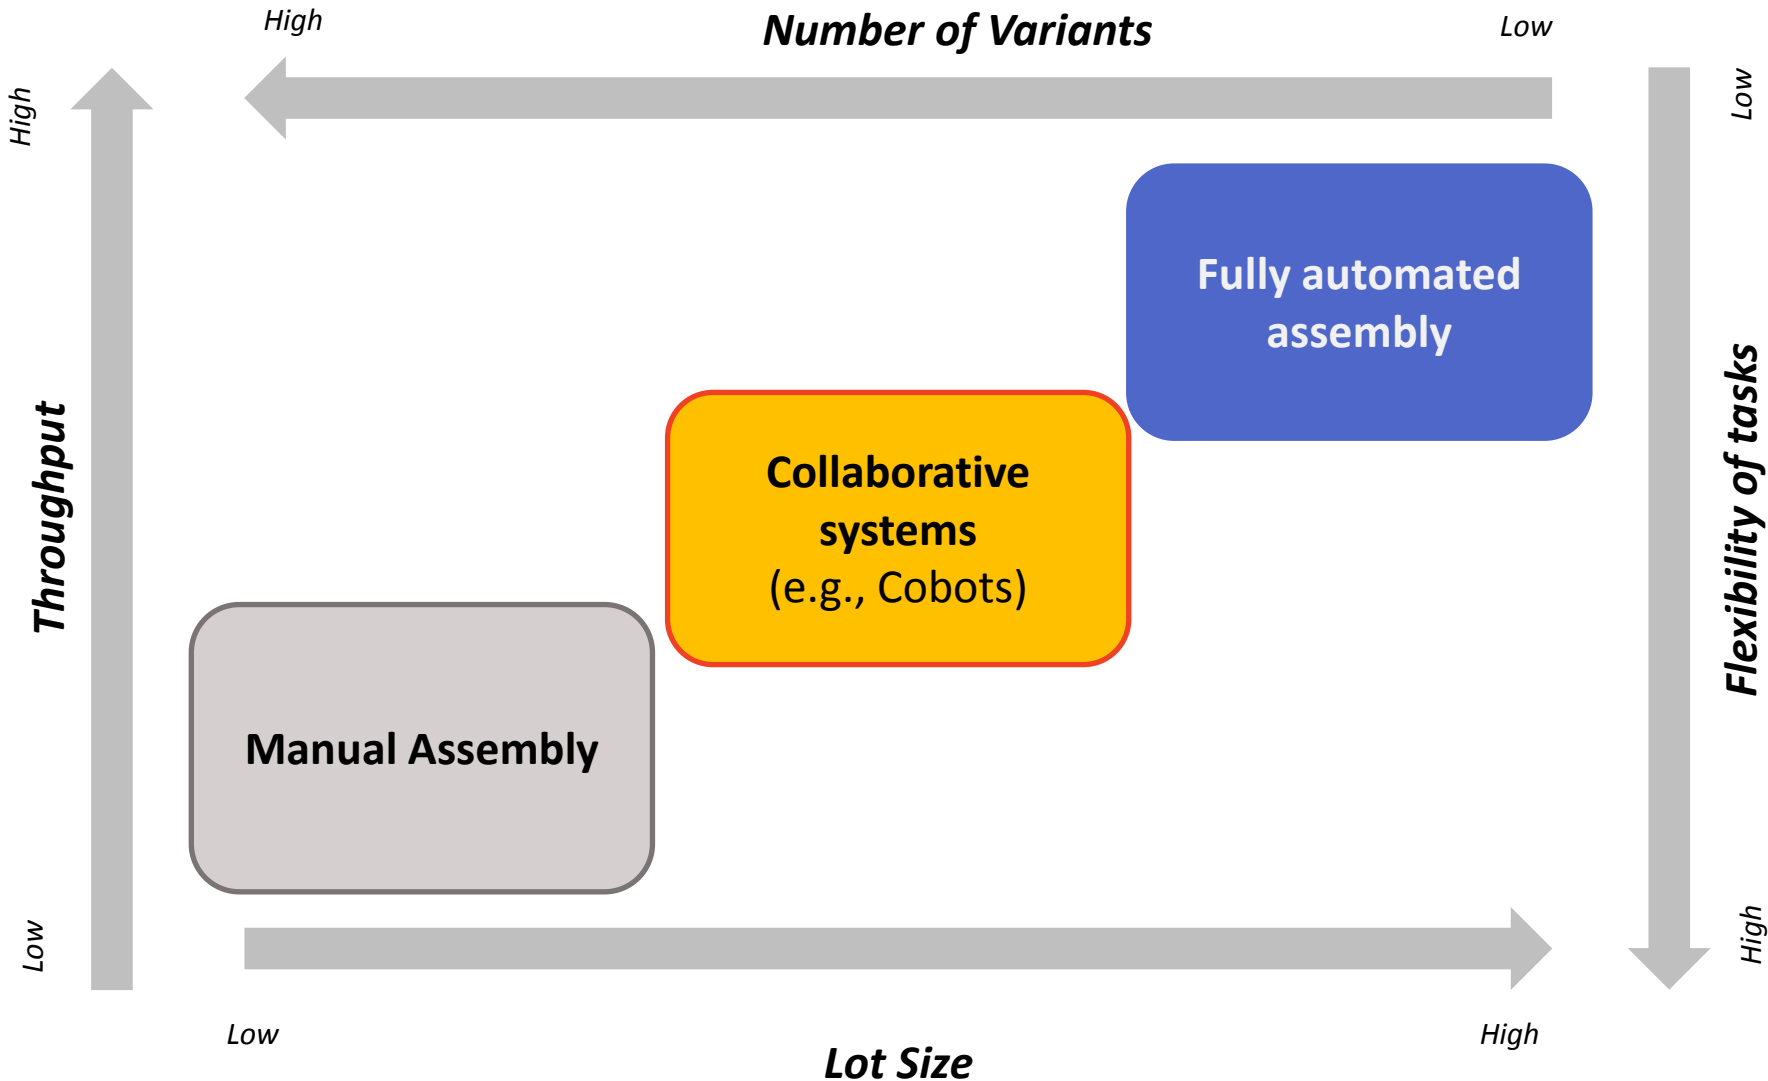 High
Number of Variants
Low
High
Low
Fully automated
assembly
Throughput
Collaborative
systems
(e.g., Cobots)
Flexibility of tasks
Manual Assembly
Low
High
Low
High
Lot Size